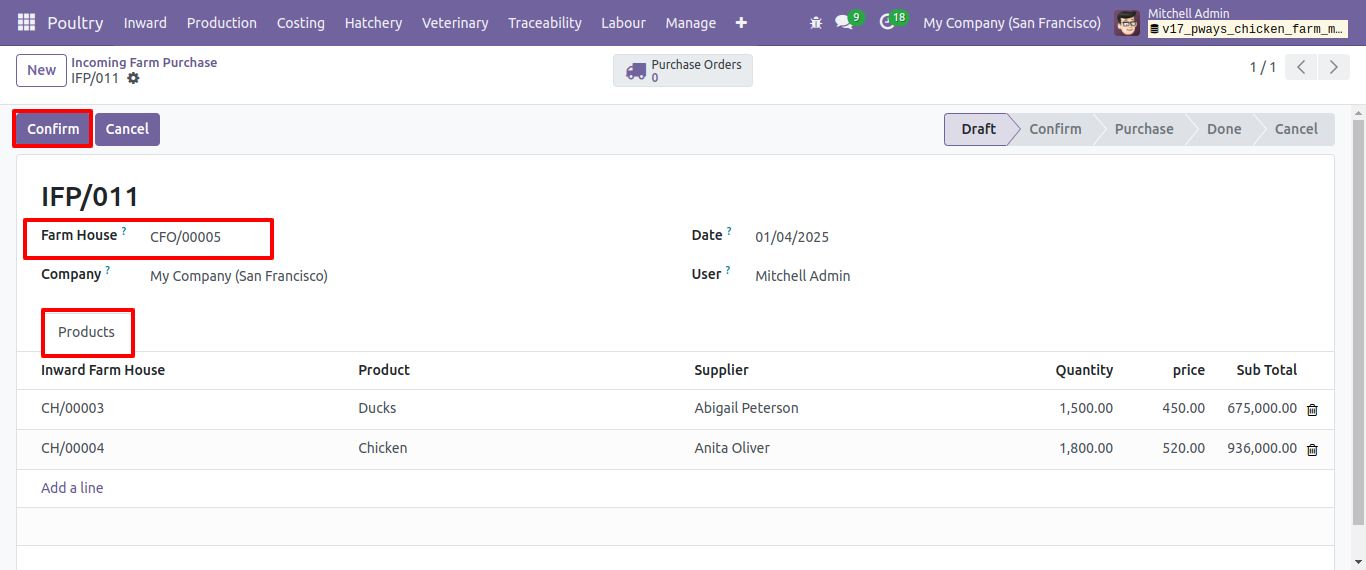 Poultry Inward Production Costing Hatchery Veterinary Traceability Labour Manage + 9 18 My Company (San Francisco) Mitchell Admin
v17_pways_chicken_farm_m...
New Incoming Farm Purchase
IFP/011
Purchase Orders
0
1 / 1
Confirm Cancel Draft Confirm Purchase Done Cancel
IFP/011
Farm House ? CFO/00005 Date ? 01/04/2025
Company ? My Company (San Francisco) User ? Mitchell Admin
Products
Inward Farm House Product Supplier Quantity price Sub Total
CH/00003 Ducks Abigail Peterson 1,500.00 450.00 675,000.00
CH/00004 Chicken Anita Oliver 1,800.00 520.00 936,000.00
Add a line